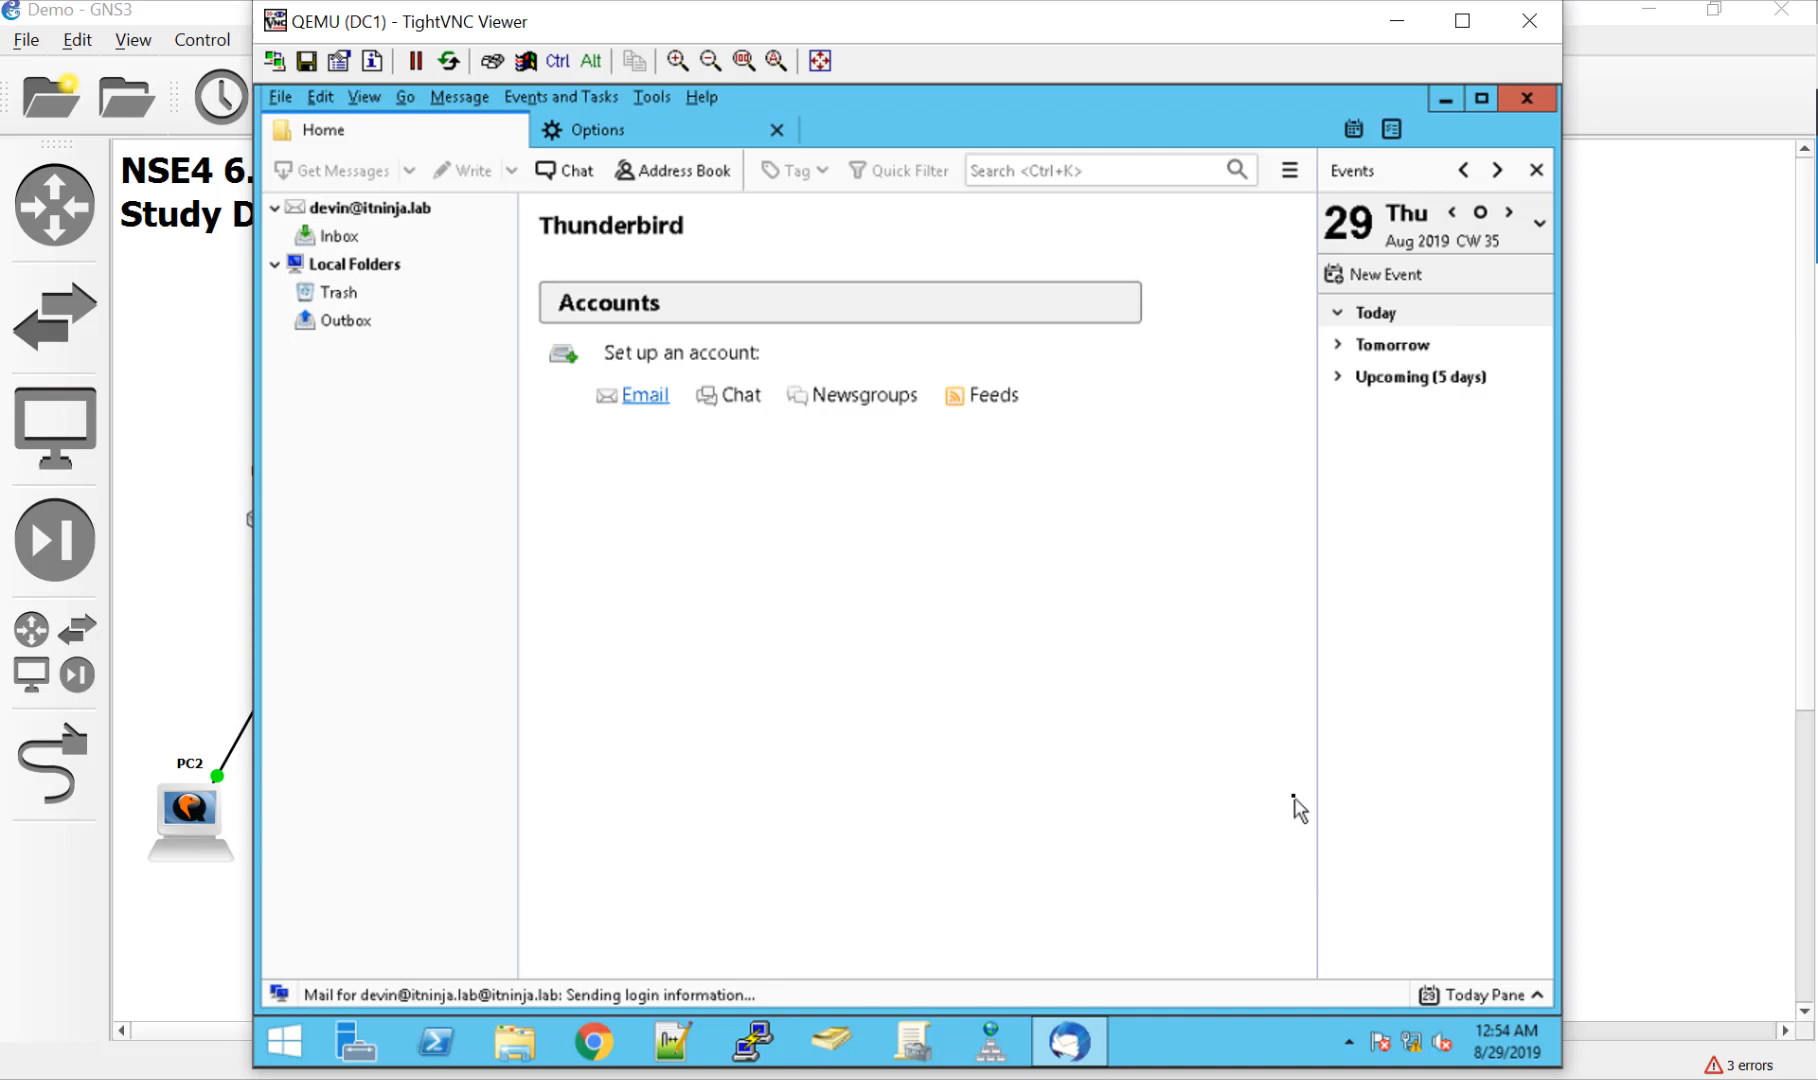 Demo - GNS3
File Edit View Control
NSE4 6.
Study D
PC2
3 errors
QEMU (DC1) - TightVNC Viewer
Ctrl Alt
File Edit View Go Message Events and Tasks Tools Help
Home
Options
Get Messages Write Chat Address Book Tag Quick Filter Search <Ctrl+K>
devin@itninja.lab
Inbox
Local Folders
Trash
Outbox
Thunderbird
Accounts
Set up an account:
Email Chat Newsgroups Feeds
Events
29 Thu
Aug 2019 CW 35
New Event
Today
Tomorrow
Upcoming (5 days)
Mail for devin@itninja.lab@itninja.lab: Sending login information...
29 Today Pane
12:54 AM
8/29/2019